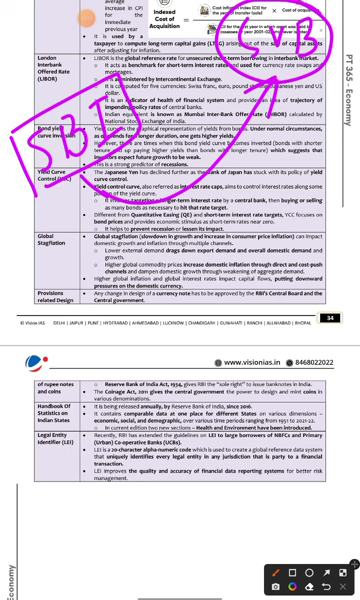 average
increase in CPI
for the
immediate
previous year
Indexed
Cost of
Acquisition
Cost Inflation Index (CII) for
the year of transfer (sale)
Cost of acquisition
SVB
It is used by a
taxpayer to compute long-term capital gains (LTCG) arising out of the
after adjusting for inflation.
London
Interbank
Offered Rate
(LIBOR)
LIBOR is the global reference rate for unsecured short-term borrowing in interbank market.
It acts as benchmark for short-term interest rates and used for currency rate swaps and
mortgages.
administered by Intercontinental Exchange.
It is computed for five currencies: Swiss franc, euro, pound
dollar.
indicator of health of financial system and provides an idea of trajectory of
impending policy rates of central banks.
Indian version is known as Mumbai Inter-Bank Offer Rate (MIBOR) calculated by
National Stock Exchange of India.
SBI
Bond yield
curve inversion
Yield curve is the graphical representation of yields from bonds. Under normal circumstances,
as one lends for longer duration, one gets higher yields.
However, there are times when this bond yield curve becomes inverted (bonds with shorter
tenure end up paying higher yields than bonds with longer tenure) which suggests that
investors expect future growth to be weak.
This is a strong predictor of recessions.
Yield Curve
Control (YCC)
The Japanese Yen has declined further as the Bank of Japan has stuck with its policy of yield
curve control.
Yield control curve, also referred as interest rate caps, aims to control interest rates along some
portion of the yield curve.
longer-term interest rate by a central bank, then buying or selling
as many bonds as necessary to hit that rate target.
Different from Quantitative Easing (QE) and short-term interest rate targets, YCC focuses on
bond prices and provides economic stimulus as short-term rates near zero.
It helps to prevent recession or lessen its impact.
Global
Stagflation
Global stagflation (slowdown in growth and increase in consumer price inflation) can impact
domestic growth and inflation through multiple channels.
Lower external demand drags down export demand and overall domestic demand and
growth.
Higher global commodity prices increase domestic inflation through direct and cost-push
channels and dampen domestic growth through weakening of aggregate demand.
Higher global inflation and global interest rates impact capital flows, putting downward
pressures on the domestic currency.
Provisions
related Design
Any change in design of a currency note has to be approved by the RBI's Central Board and the
Central government.
PT 365 - Economy
© Vision IAS
DELHI | JAIPUR | PUNE | HYDERABAD | AHMEDABAD | LUCKNOW | CHANDIGARH | GUWAHATI | RANCHI | ALLAHABAD | BHOPAL
34
www.visionias.in
8468022022
of rupee notes
and coins
Reserve Bank of India Act, 1934, gives RBI the "sole right" to issue banknotes in India.
The Coinage Act, 2011 gives the central government the power to design and mint coins in
various denominations.
Handbook Of
Statistics on
Indian States
It is being released annually, by Reserve Bank of India, since 2016.
It contains comparable data at one place for different States on various dimensions –
economic, social, and demographic, over various time periods ranging from 1951 to 2021-22.
In current edition two new sections – Health and Environment have been introduced.
Legal Entity
Identifier (LEI)
Recently, RBI has extended the guidelines on LEI to large borrowers of NBFCs and Primary
(Urban) Co-operative Banks (UCBs).
LEI is a 20-character alpha-numeric code which is used to create a global reference data system
that uniquely identifies every legal entity in any jurisdiction that is party to a financial
transaction.
LEI improves the quality and accuracy of financial data reporting systems for better risk
management.
Economy